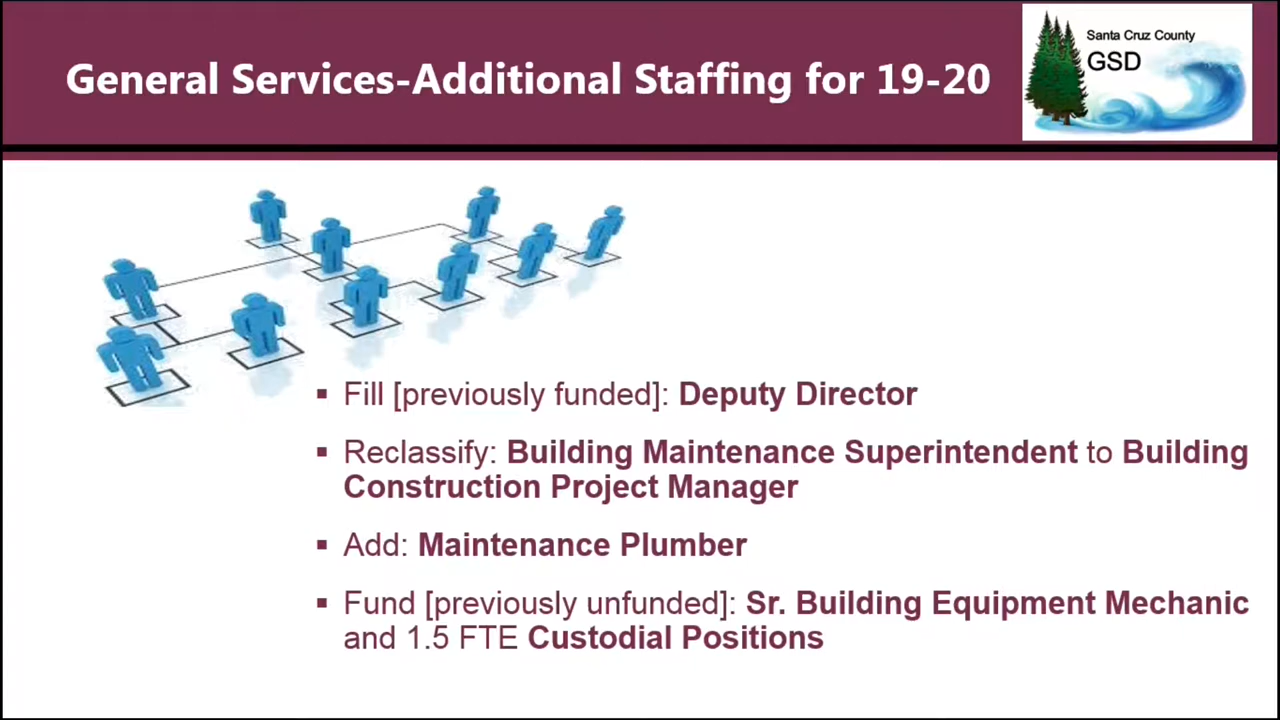 General Services-Additional Staffing for 19-20
Santa Cruz County
GSD
▪ Fill [previously funded]: Deputy Director
▪ Reclassify: Building Maintenance Superintendent to Building
Construction Project Manager
▪ Add: Maintenance Plumber
▪ Fund [previously unfunded]: Sr. Building Equipment Mechanic
and 1.5 FTE Custodial Positions